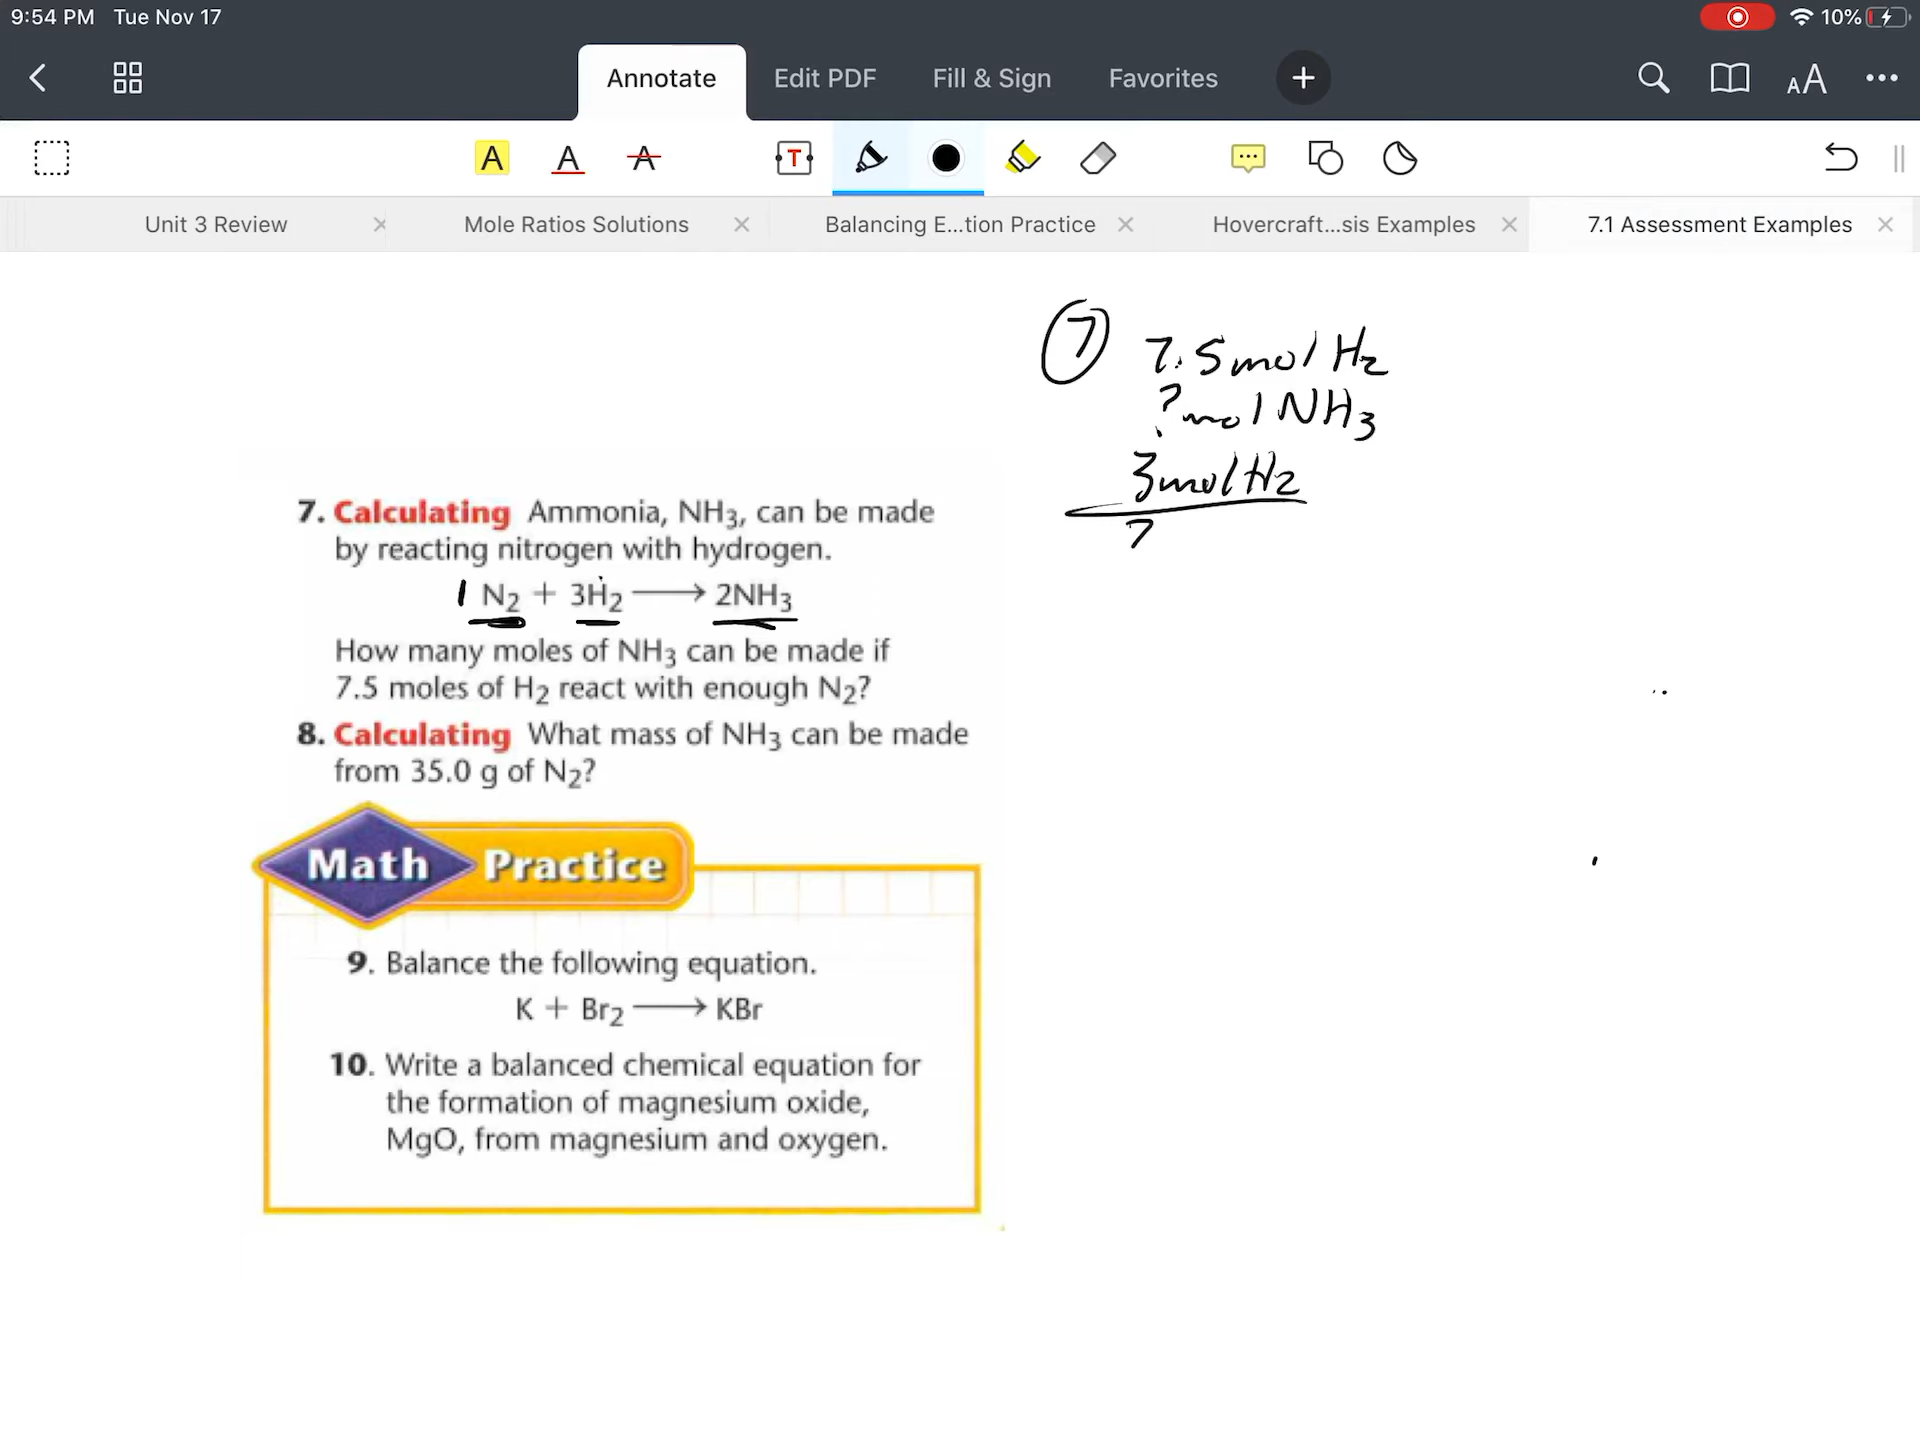 9:54 PM Tue Nov 17
10%
Annotate Edit PDF Fill & Sign Favorites +
A A A T AA
Unit 3 Review × Mole Ratios Solutions × Balancing E...tion Practice × Hovercraft...sis Examples × 7.1 Assessment Examples ×
7 7.5 mol H2
? mol NH3
3 mol H2
7. Calculating Ammonia, NH3, can be made
by reacting nitrogen with hydrogen.
1 N2 + 3H2 ⟶ 2NH3
How many moles of NH3 can be made if
7.5 moles of H2 react with enough N2?
8. Calculating What mass of NH3 can be made
from 35.0 g of N2?
Math Practice
9. Balance the following equation.
K + Br2 ⟶ KBr
10. Write a balanced chemical equation for
the formation of magnesium oxide,
MgO, from magnesium and oxygen.